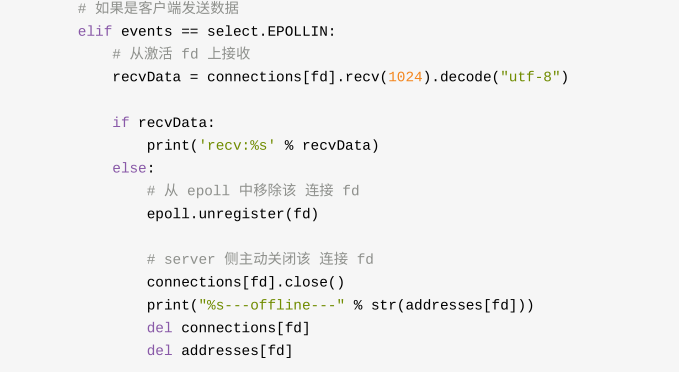 # 如果是客户端发送数据
elif events == select.EPOLLIN:
# 从激活 fd 上接收
recvData = connections[fd].recv(1024).decode("utf-8")
if recvData:
print('recv:%s' % recvData)
else:
# 从 epoll 中移除该 连接 fd
epoll.unregister(fd)
# server 侧主动关闭该 连接 fd
connections[fd].close()
print("%s---offline---" % str(addresses[fd]))
del connections[fd]
del addresses[fd]